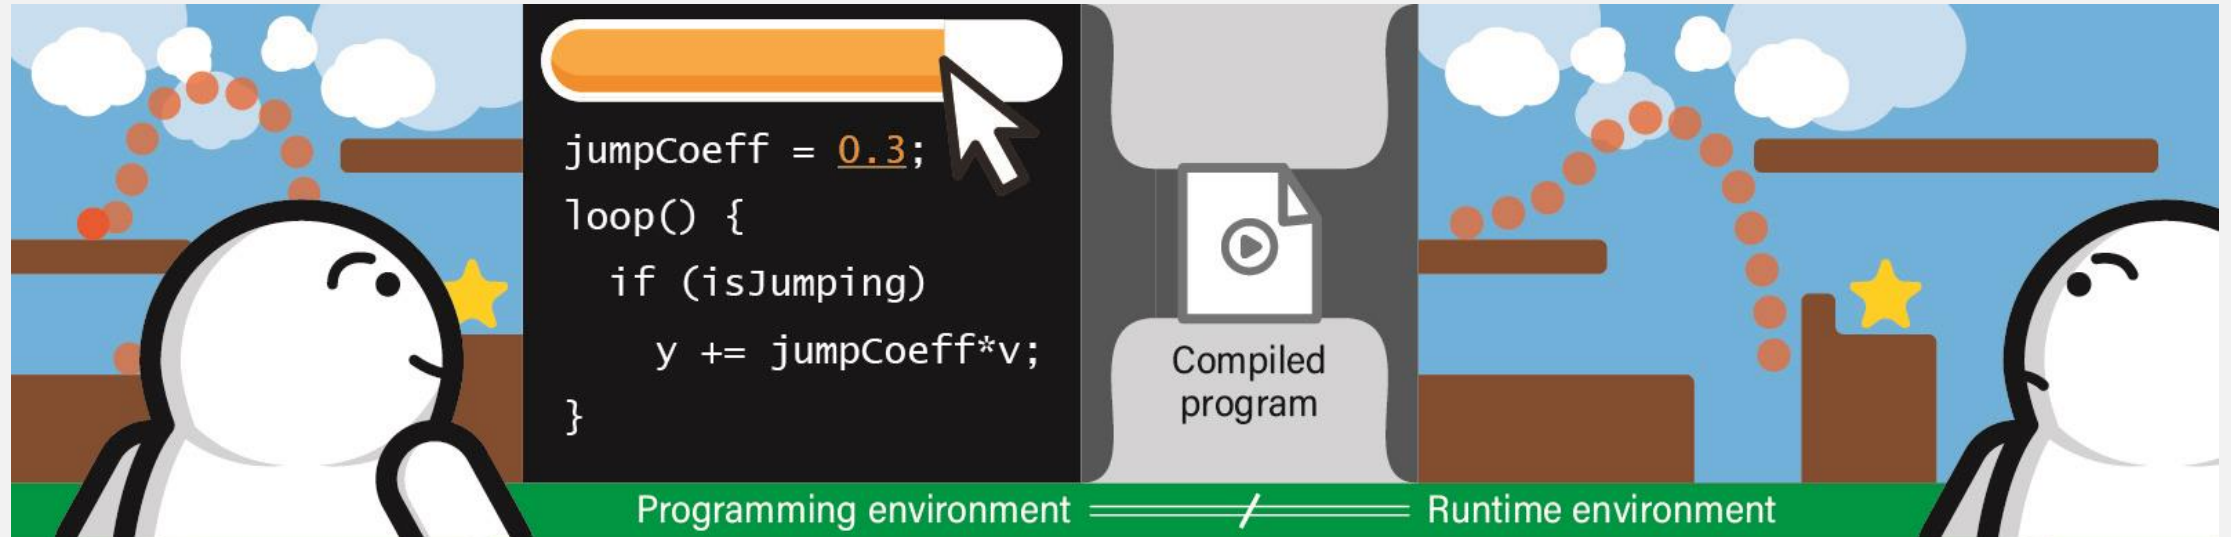 jumpCoeff = 0.3;
loop() {
if (isJumping)
y += jumpCoeff*v;
}
Compiled
program
Programming environment
Runtime environment